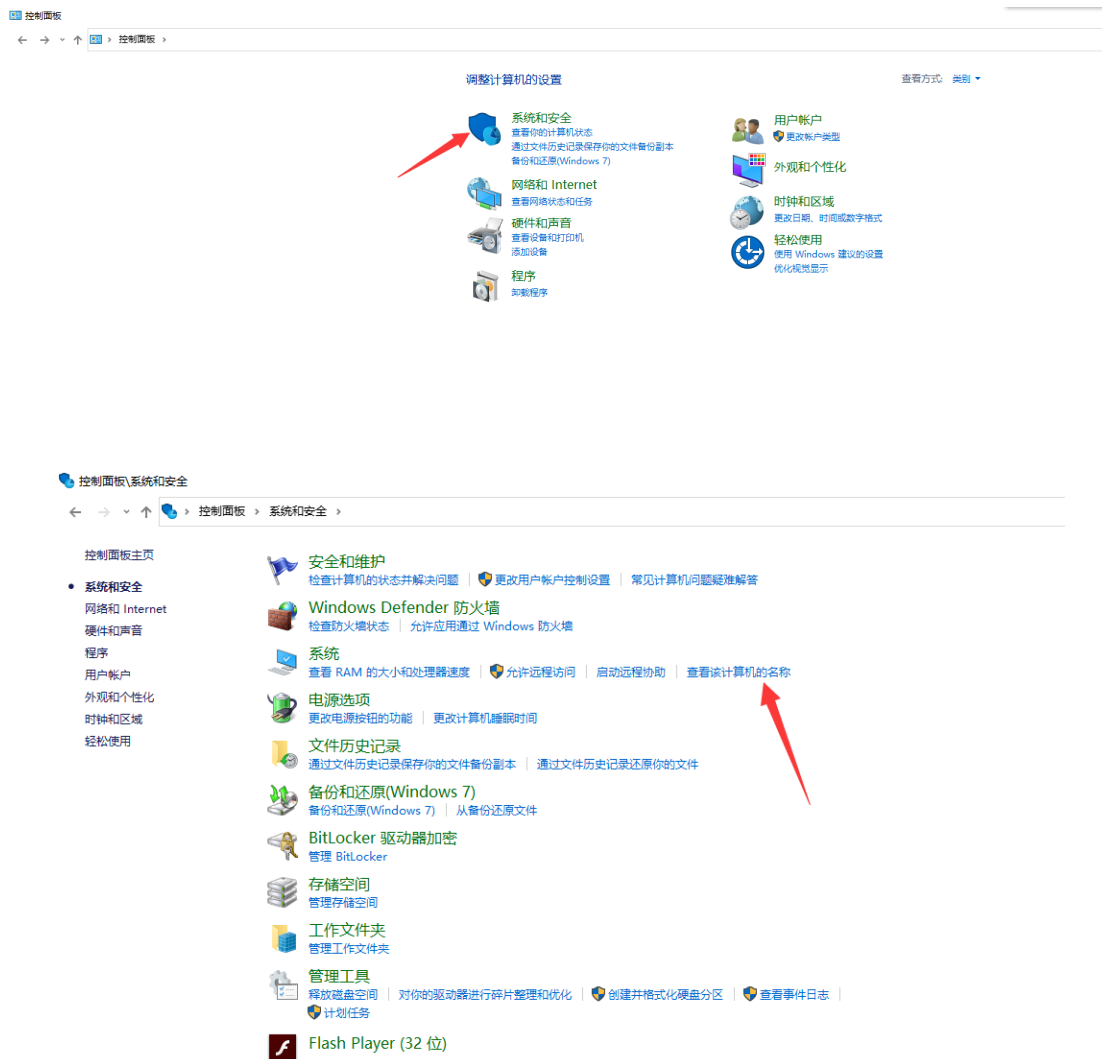 控制面板
控制面板
调整计算机的设置
查看方式: 类别
系统和安全
查看你的计算机状态
通过文件历史记录保存你的文件备份副本
备份和还原(Windows 7)
网络和 Internet
查看网络状态和任务
硬件和声音
查看设备和打印机
添加设备
程序
卸载程序
用户帐户
更改帐户类型
外观和个性化
时钟和区域
更改日期、时间或数字格式
轻松使用
使用 Windows 建议的设置
优化视觉显示
控制面板\系统和安全
控制面板 系统和安全
控制面板主页
系统和安全
网络和 Internet
硬件和声音
程序
用户帐户
外观和个性化
时钟和区域
轻松使用
安全和维护
检查计算机的状态并解决问题 更改用户帐户控制设置 常见计算机问题疑难解答
Windows Defender 防火墙
检查防火墙状态 允许应用通过 Windows 防火墙
系统
查看 RAM 的大小和处理器速度 允许远程访问 启动远程协助 查看该计算机的名称
电源选项
更改电源按钮的功能 更改计算机睡眠时间
文件历史记录
通过文件历史记录保存你的文件备份副本 通过文件历史记录还原你的文件
备份和还原(Windows 7)
备份和还原(Windows 7) 从备份还原文件
BitLocker 驱动器加密
管理 BitLocker
存储空间
管理存储空间
工作文件夹
管理工作文件夹
管理工具
释放磁盘空间 对你的驱动器进行碎片整理和优化 创建并格式化硬盘分区 查看事件日志
计划任务
Flash Player (32 位)